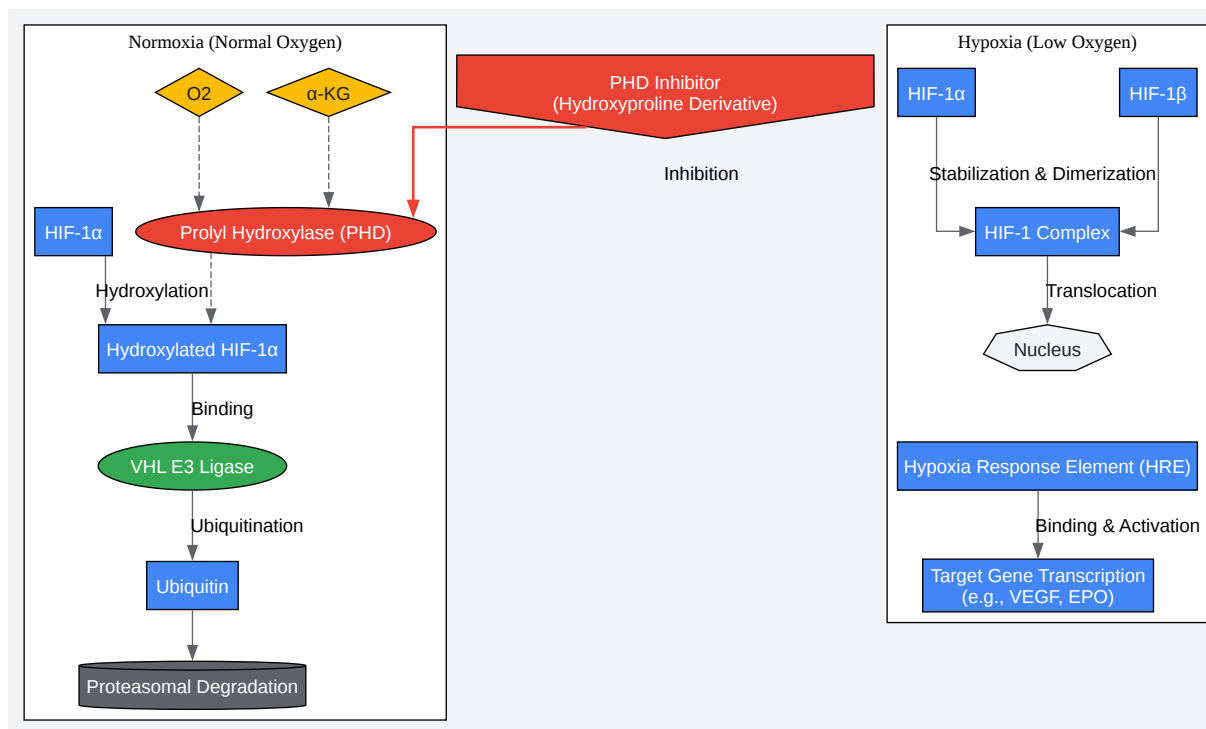 Normoxia (Normal Oxygen)
O2
α-KG
HIF-1α
Prolyl Hydroxylase (PHD)
Hydroxylation
Hydroxylated HIF-1α
Binding
VHL E3 Ligase
Ubiquitination
Ubiquitin
Proteasomal Degradation
PHD Inhibitor
(Hydroxyproline Derivative)
Inhibition
Hypoxia (Low Oxygen)
HIF-1α
HIF-1β
Stabilization & Dimerization
HIF-1 Complex
Translocation
Nucleus
Hypoxia Response Element (HRE)
Binding & Activation
Target Gene Transcription
(e.g., VEGF, EPO)